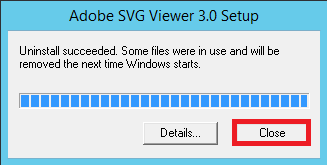 Adobe SVG Viewer 3.0 Setup
Uninstall succeeded. Some files were in use and will be
removed the next time Windows starts.
Details...
Close